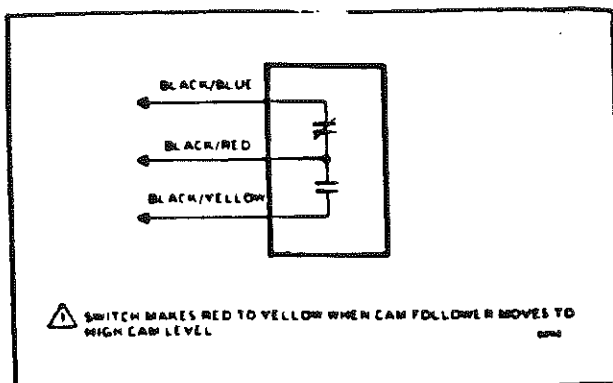 BLACK/BLUE
BLACK/RED
BLACK/YELLOW
1 SWITCH MAKES RED TO YELLOW WHEN CAM FOLLOWER MOVES TO
HIGH CAM LEVEL